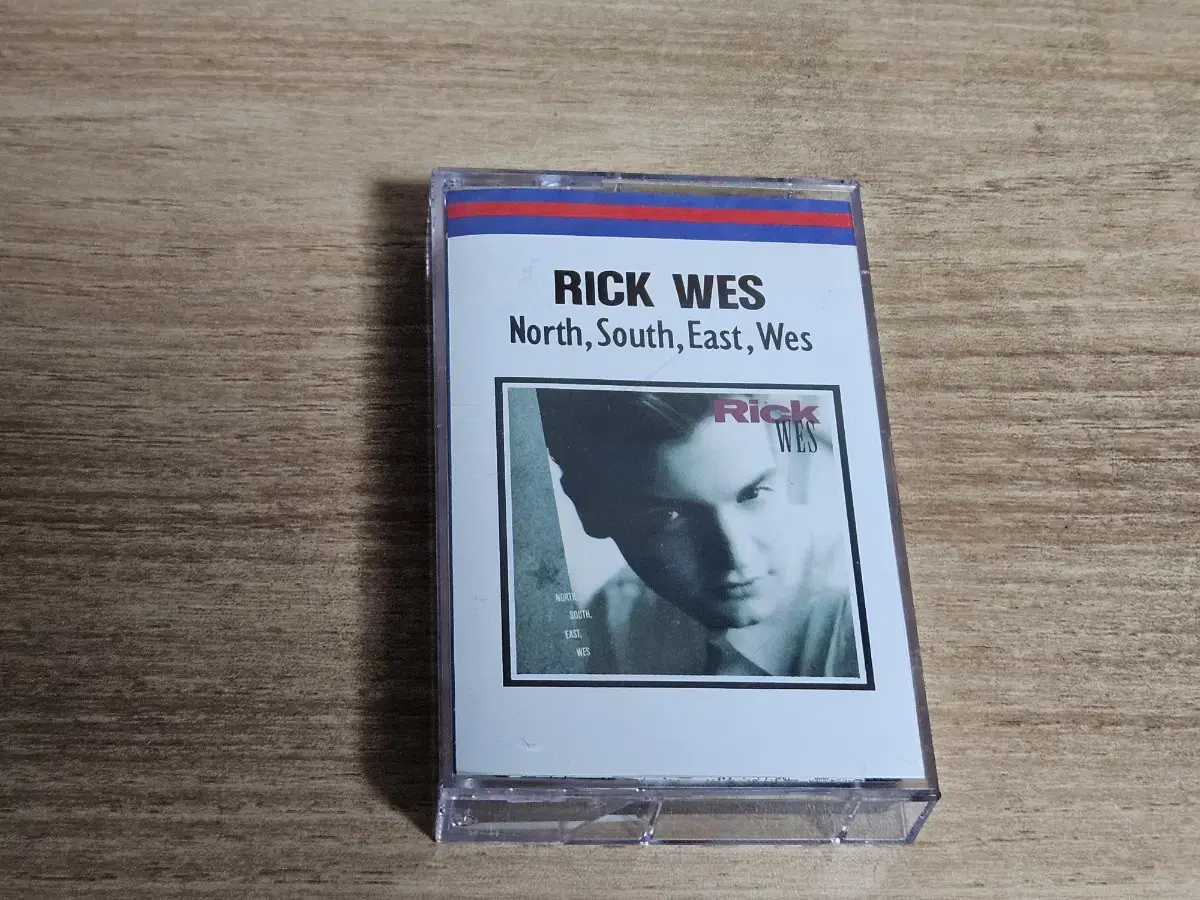 RICK WES
North, South, East, Wes
Rick
WES
NORTH,
SOUTH,
EAST,
WES